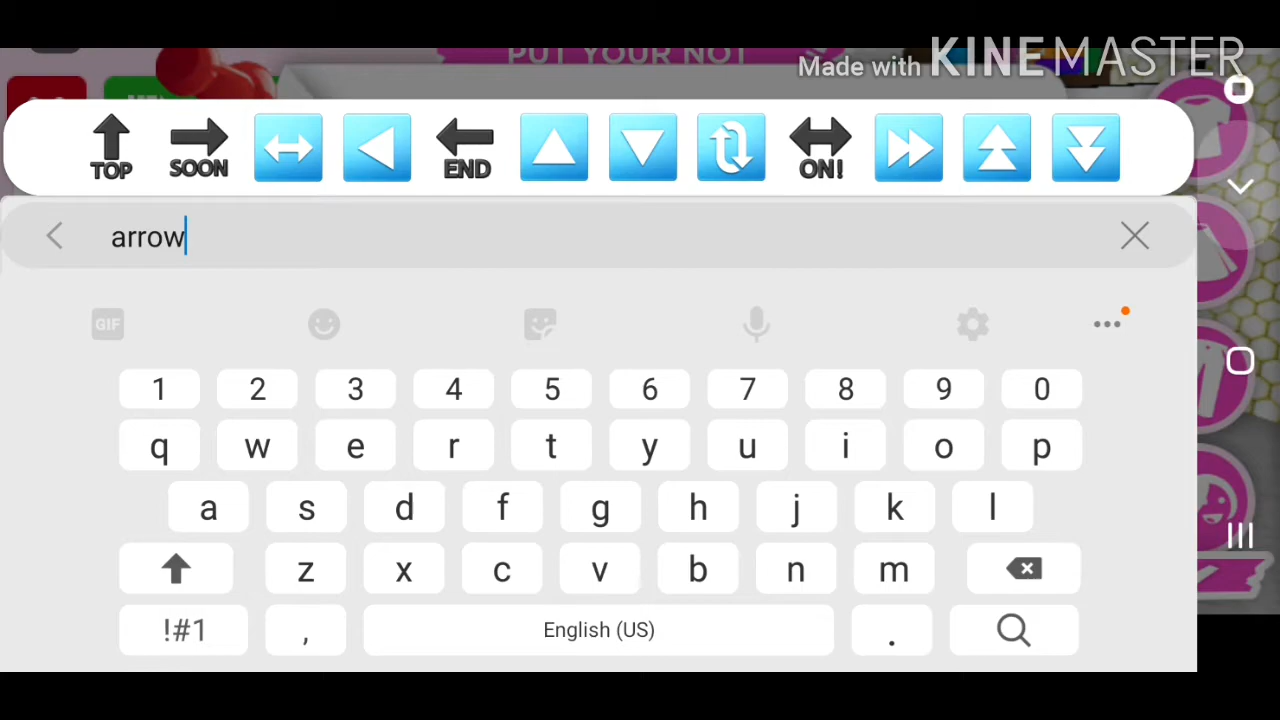 PUT YOUR NOT
Made with KINEMASTER
TOP SOON END ON!
arrow
GIF
1 2 3 4 5 6 7 8 9 0
q w e r t y u i o p
a s d f g h j k l
z x c v b n m
!#1 , English (US) .